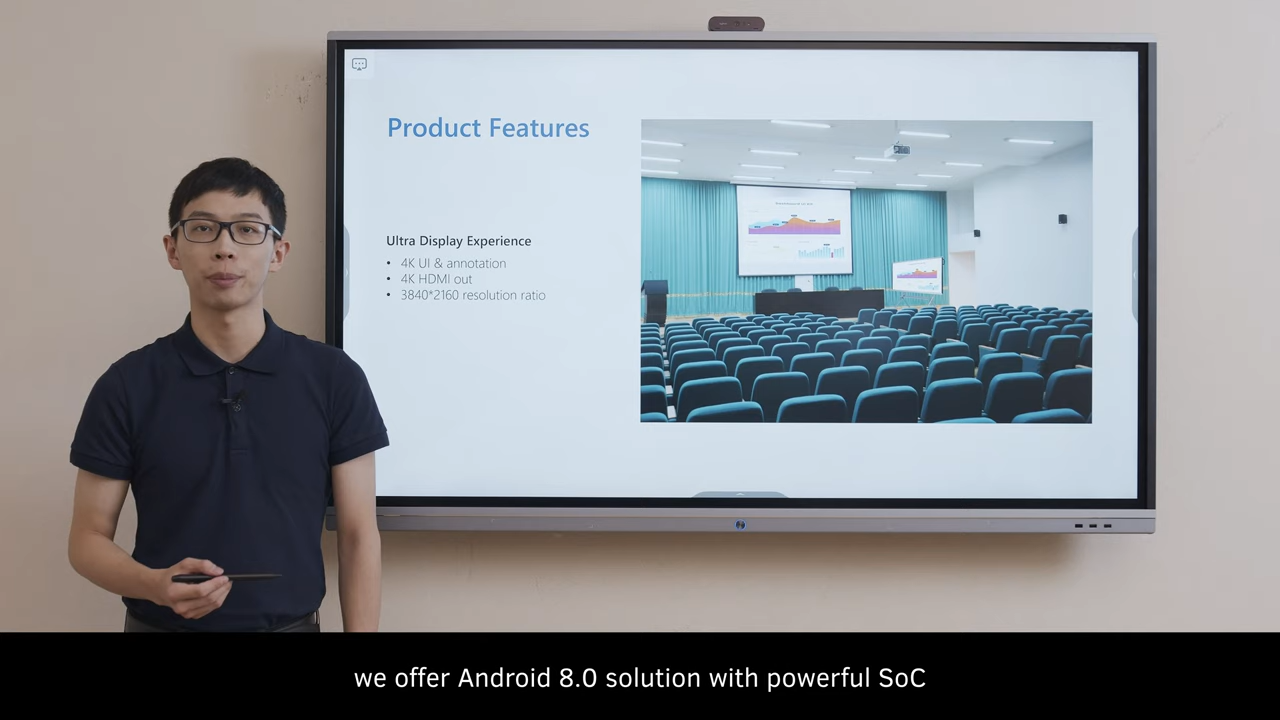 Product Features
Ultra Display Experience
• 4K UI & annotation
• 4K HDMI out
• 3840*2160 resolution ratio
we offer Android 8.0 solution with powerful SoC